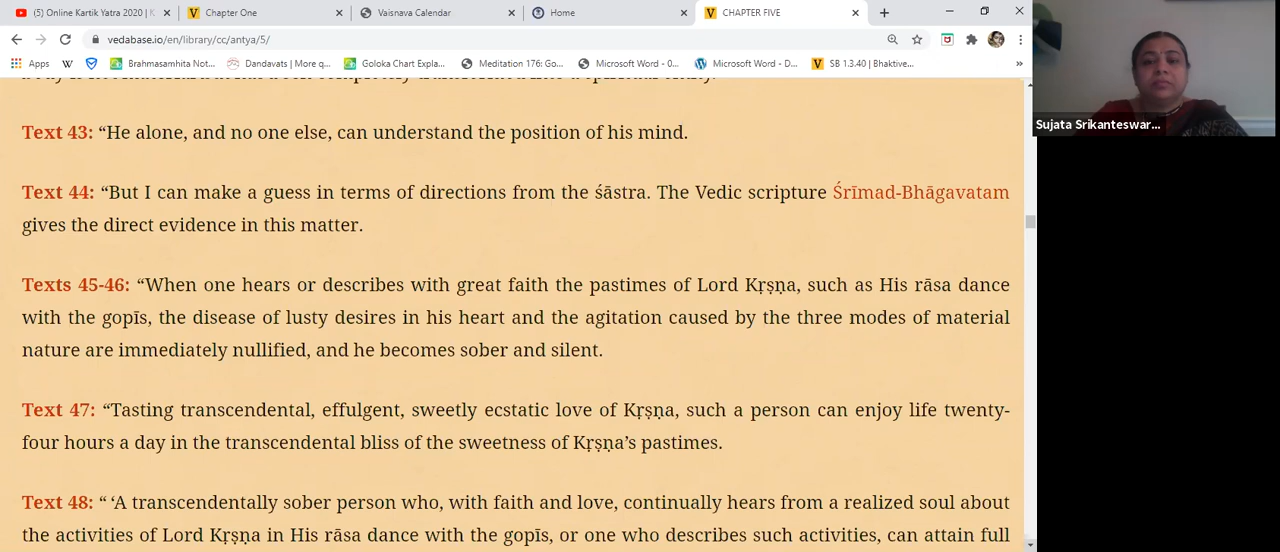 (5) Online Kartik Yatra 2020 | K
Chapter One
Vaisnava Calendar
Home
CHAPTER FIVE
vedabase.io/en/library/cc/antya/5/
Apps
Brahmasamhita Not...
Dandavats | More q...
Goloka Chart Expla...
Meditation 176: Go...
Microsoft Word - 0...
Microsoft Word - D...
SB 1.3.40 | Bhaktive...
Sujata Srikanteswar...
Text 43: “He alone, and no one else, can understand the position of his mind.
Text 44: “But I can make a guess in terms of directions from the śāstra. The Vedic scripture Śrīmad-Bhāgavatam
gives the direct evidence in this matter.
Texts 45-46: “When one hears or describes with great faith the pastimes of Lord Kṛṣṇa, such as His rāsa dance
with the gopīs, the disease of lusty desires in his heart and the agitation caused by the three modes of material
nature are immediately nullified, and he becomes sober and silent.
Text 47: “Tasting transcendental, effulgent, sweetly ecstatic love of Kṛṣṇa, such a person can enjoy life twenty-
four hours a day in the transcendental bliss of the sweetness of Kṛṣṇa’s pastimes.
Text 48: “ ‘A transcendentally sober person who, with faith and love, continually hears from a realized soul about
the activities of Lord Kṛṣṇa in His rāsa dance with the gopīs, or one who describes such activities, can attain full